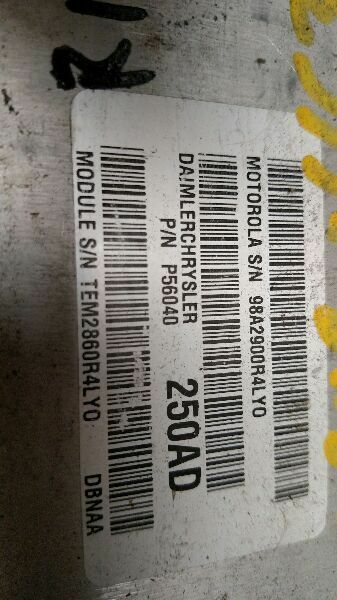 MOTOROLA S/N 98A2900R4LYO
DAIMLERCHRYSLER
P/N P56040 250AD
MODULE S/N TEM2860R4LYO DBNAA